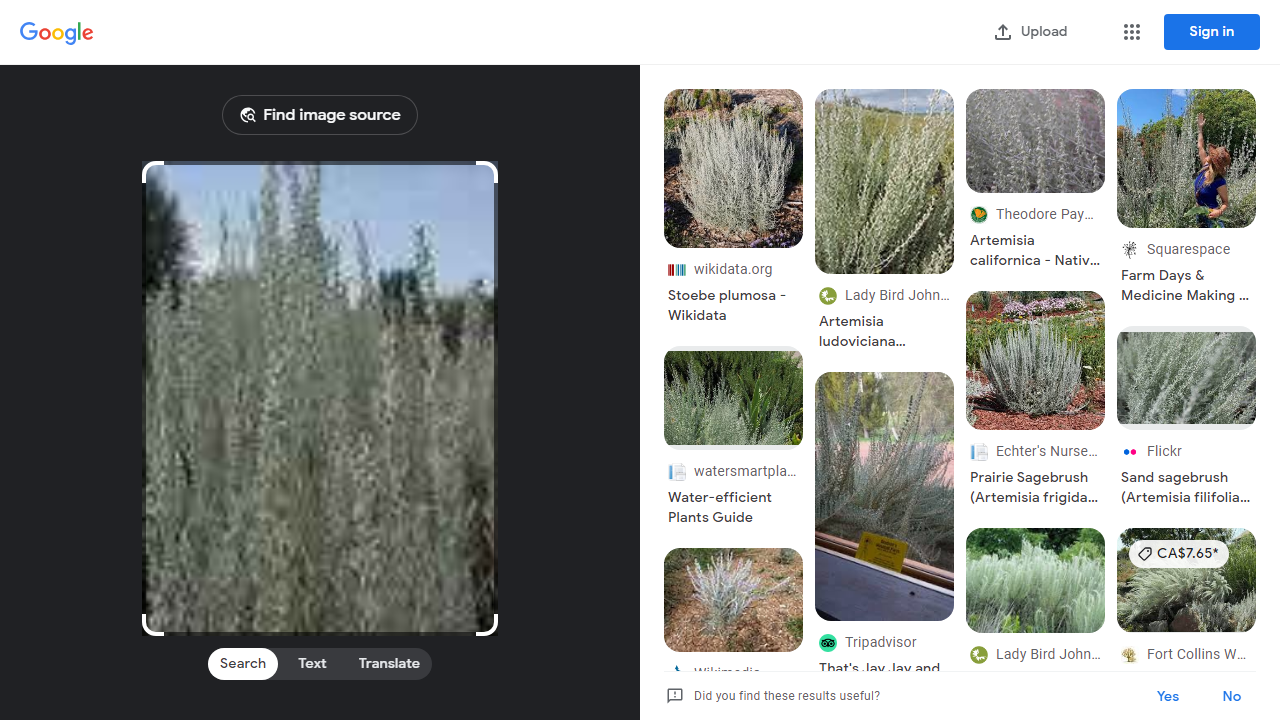 Google
Upload
Sign in
Find image source
Search
Text
Translate
wikidata.org
Stoebe plumosa -
Wikidata
watersmartpla...
Water-efficient
Plants Guide
Wikimedia
Lady Bird John...
Artemisia
ludoviciana...
Tripadvisor
That's Jay Jay and
Theodore Pay...
Artemisia
californica - Nativ...
Echter's Nurse...
Prairie Sagebrush
(Artemisia frigida...
Lady Bird John...
Squarespace
Farm Days &
Medicine Making ...
Flickr
Sand sagebrush
(Artemisia filifolia...
CA$7.65*
Fort Collins W...
Did you find these results useful?
Yes
No